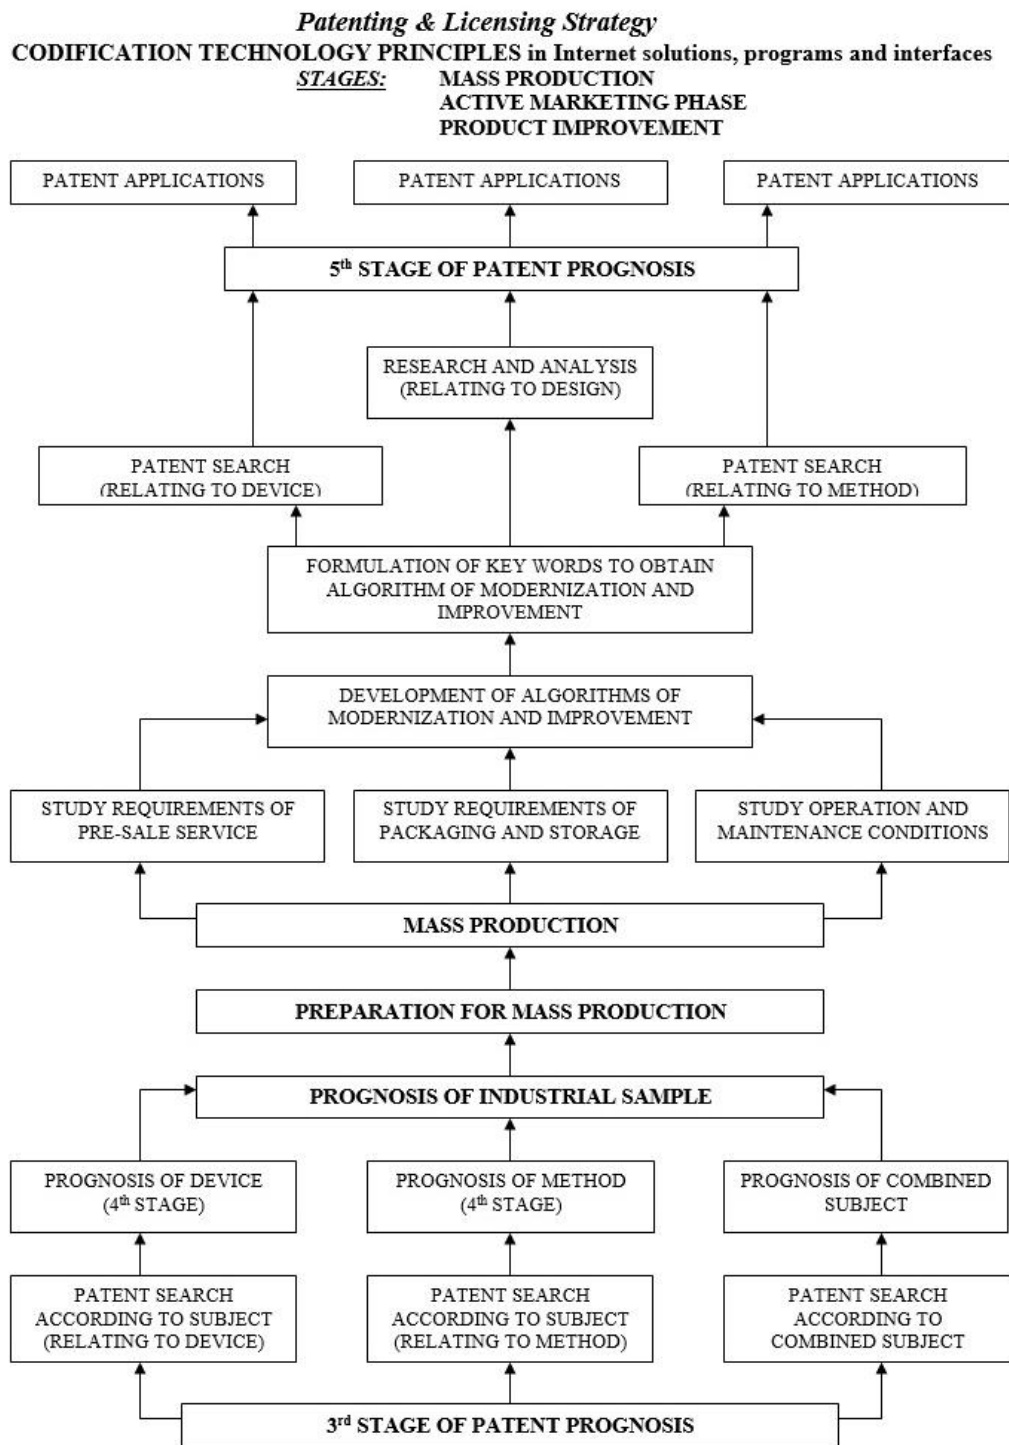 Patenting & Licensing Strategy
CODIFICATION TECHNOLOGY PRINCIPLES in Internet solutions, programs and interfaces
STAGES: MASS PRODUCTION
ACTIVE MARKETING PHASE
PRODUCT IMPROVEMENT
PATENT APPLICATIONS
PATENT APPLICATIONS
PATENT APPLICATIONS
5th STAGE OF PATENT PROGNOSIS
RESEARCH AND ANALYSIS
(RELATING TO DESIGN)
PATENT SEARCH
(RELATING TO DEVICE)
PATENT SEARCH
(RELATING TO METHOD)
FORMULATION OF KEY WORDS TO OBTAIN
ALGORITHM OF MODERNIZATION AND
IMPROVEMENT
DEVELOPMENT OF ALGORITHMS OF
MODERNIZATION AND IMPROVEMENT
STUDY REQUIREMENTS OF
PRE-SALE SERVICE
STUDY REQUIREMENTS OF
PACKAGING AND STORAGE
STUDY OPERATION AND
MAINTENANCE CONDITIONS
MASS PRODUCTION
PREPARATION FOR MASS PRODUCTION
PROGNOSIS OF INDUSTRIAL SAMPLE
PROGNOSIS OF DEVICE
(4th STAGE)
PROGNOSIS OF METHOD
(4th STAGE)
PROGNOSIS OF COMBINED
SUBJECT
PATENT SEARCH
ACCORDING TO SUBJECT
(RELATING TO DEVICE)
PATENT SEARCH
ACCORDING TO SUBJECT
(RELATING TO METHOD)
PATENT SEARCH
ACCORDING TO
COMBINED SUBJECT
3rd STAGE OF PATENT PROGNOSIS